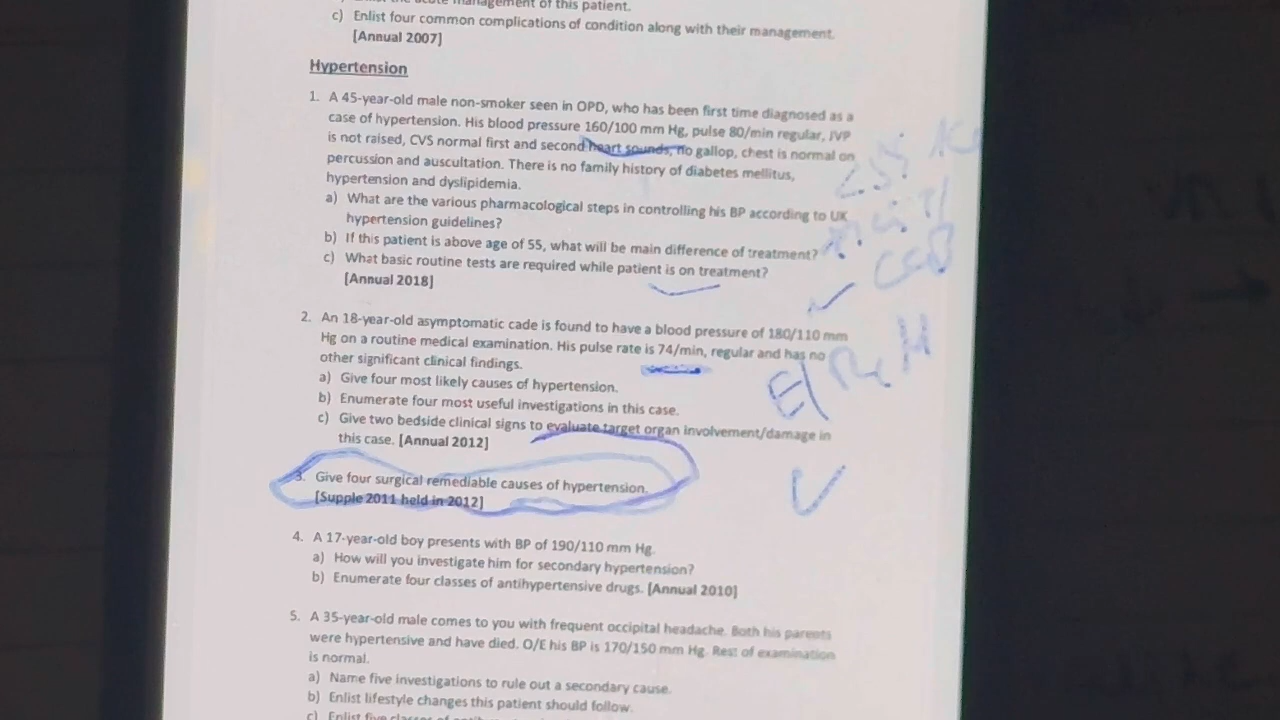 c) Enlist four common complications of condition along with their management.
[Annual 2007]
Hypertension
1. A 45-year-old male non-smoker seen in OPD, who has been first time diagnosed as a
case of hypertension. His blood pressure 160/100 mm Hg, pulse 80/min regular, JVP
is not raised, CVS normal first and second heart sounds, no gallop, chest is normal on
percussion and auscultation. There is no family history of diabetes mellitus,
hypertension and dyslipidemia.
a) What are the various pharmacological steps in controlling his BP according to UK
hypertension guidelines?
b) If this patient is above age of 55, what will be main difference of treatment?
c) What basic routine tests are required while patient is on treatment?
[Annual 2018]
2. An 18-year-old asymptomatic cade is found to have a blood pressure of 180/110 mm
Hg on a routine medical examination. His pulse rate is 74/min, regular and has no
other significant clinical findings.
a) Give four most likely causes of hypertension.
b) Enumerate four most useful investigations in this case.
c) Give two bedside clinical signs to evaluate target organ involvement/damage in
this case. [Annual 2012]
3. Give four surgical remediable causes of hypertension.
[Supple 2011 held in 2012]
4. A 17-year-old boy presents with BP of 190/110 mm Hg.
a) How will you investigate him for secondary hypertension?
b) Enumerate four classes of antihypertensive drugs. [Annual 2010]
5. A 35-year-old male comes to you with frequent occipital headache. Both his parents
were hypertensive and have died. O/E his BP is 170/150 mm Hg. Rest of examination
is normal.
a) Name five investigations to rule out a secondary cause.
b) Enlist lifestyle changes this patient should follow.
c) Enlist five classes of